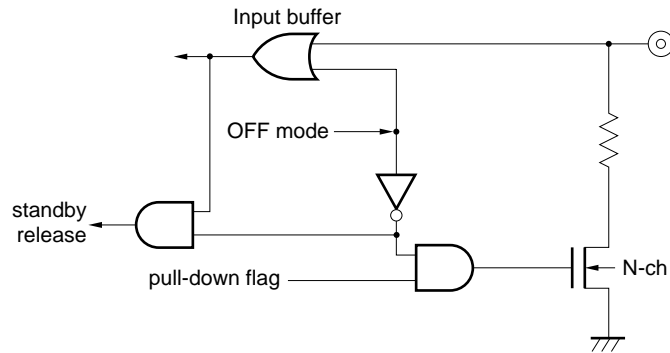 Input buffer
OFF mode
standby
release
pull-down flag
N-ch